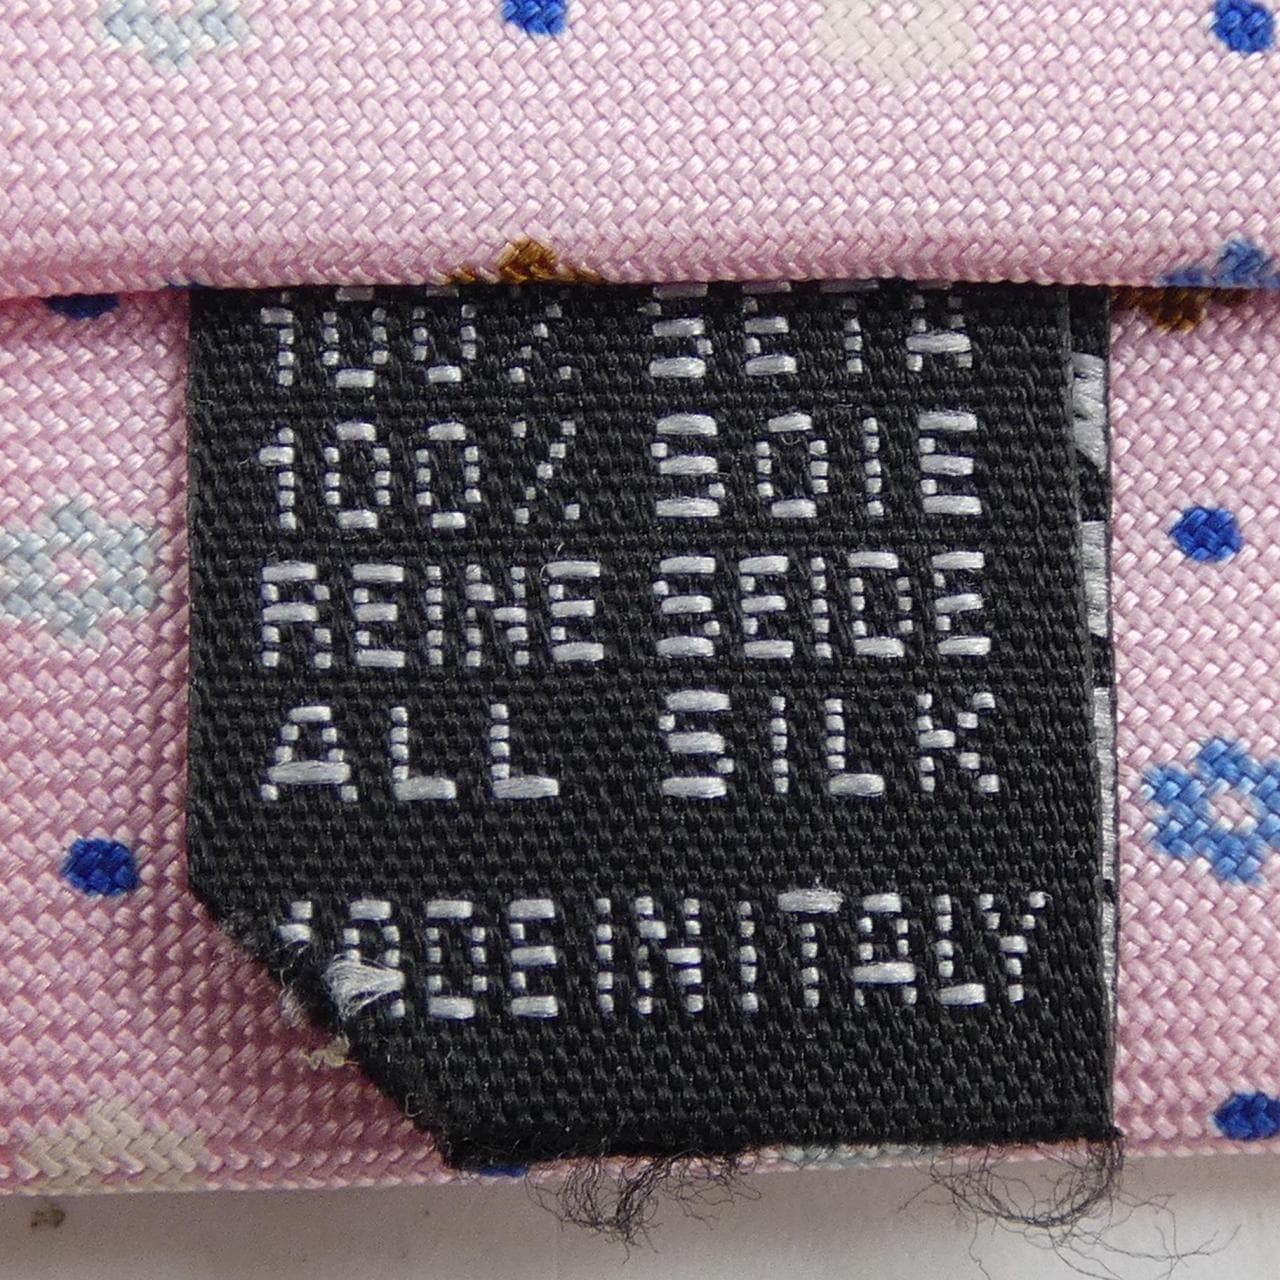 100% SETA
100% SOIE
REINE SEIDE
ALL SILK
MADE IN ITALY